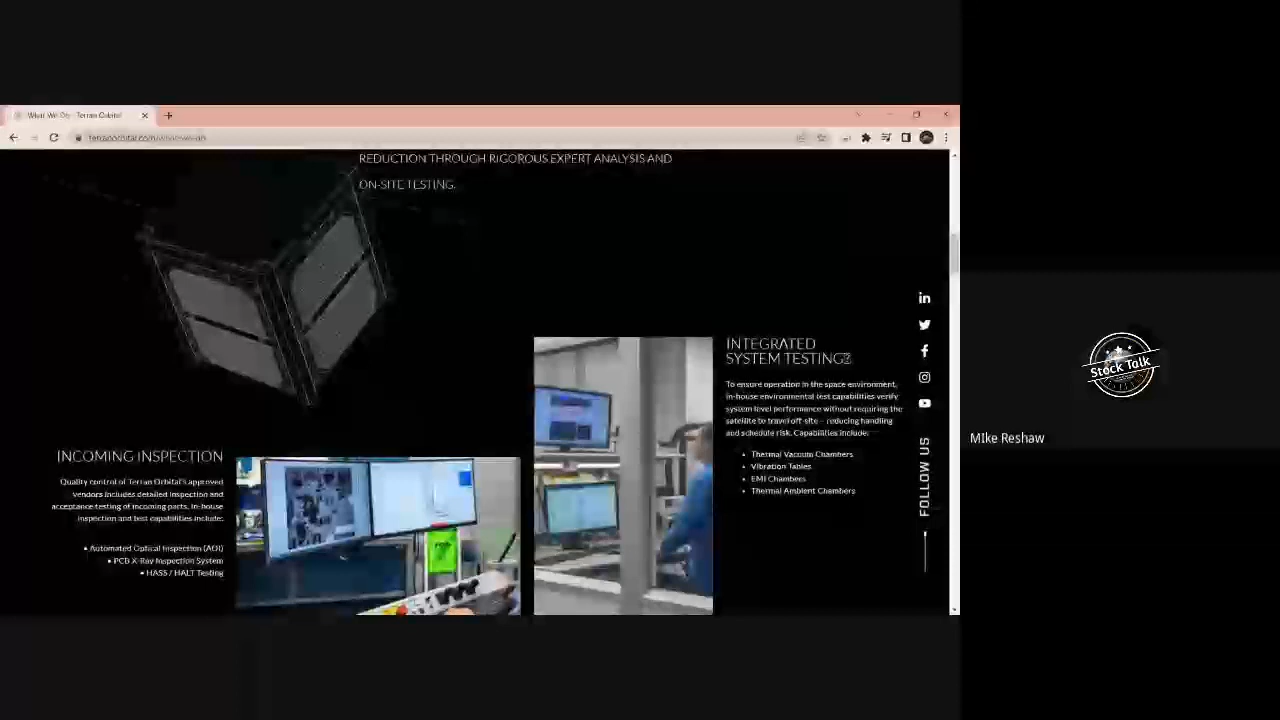 What We Do - Terran Orbital
REDUCTION THROUGH RIGOROUS EXPERT ANALYSIS AND
ON-SITE TESTING.
INTEGRATED
SYSTEM TESTING
To ensure operation in the space environment,
in-house environmental test capabilities verify
system level performance without requiring the
satellite to travel off-site – reducing handling
and schedule risk. Capabilities include:
• Thermal Vacuum Chambers
• Vibration Tables
• EMI Chambers
• Thermal Ambient Chambers
INCOMING INSPECTION
Quality control of Terran Orbital's approved
vendors includes detailed inspection and
acceptance testing of incoming parts. In-house
inspection and test capabilities include:
• Automated Optical Inspection (AOI)
• PCB X-Ray Inspection System
• HASS / HALT Testing
FOLLOW US
Stock Talk
MIke Reshaw